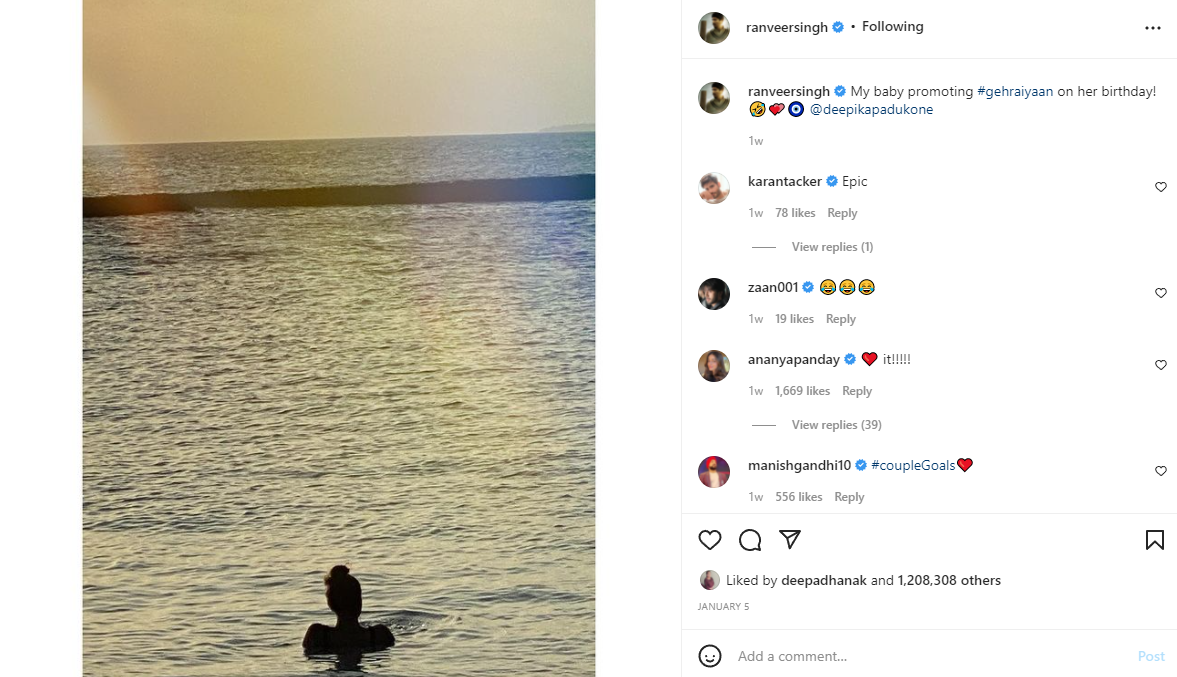 ranveersingh • Following
ranveersingh My baby promoting #gehraiyaan on her birthday!
🤣💕🧿 @deepikapadukone
1w
karantacker Epic
1w 78 likes Reply
View replies (1)
zaan001 😂😂😂
1w 19 likes Reply
ananyapanday ❤️ it!!!!!
1w 1,669 likes Reply
View replies (39)
manishgandhi10 #coupleGoals❤️
1w 556 likes Reply
Liked by deepadhanak and 1,208,308 others
JANUARY 5
Add a comment...
Post